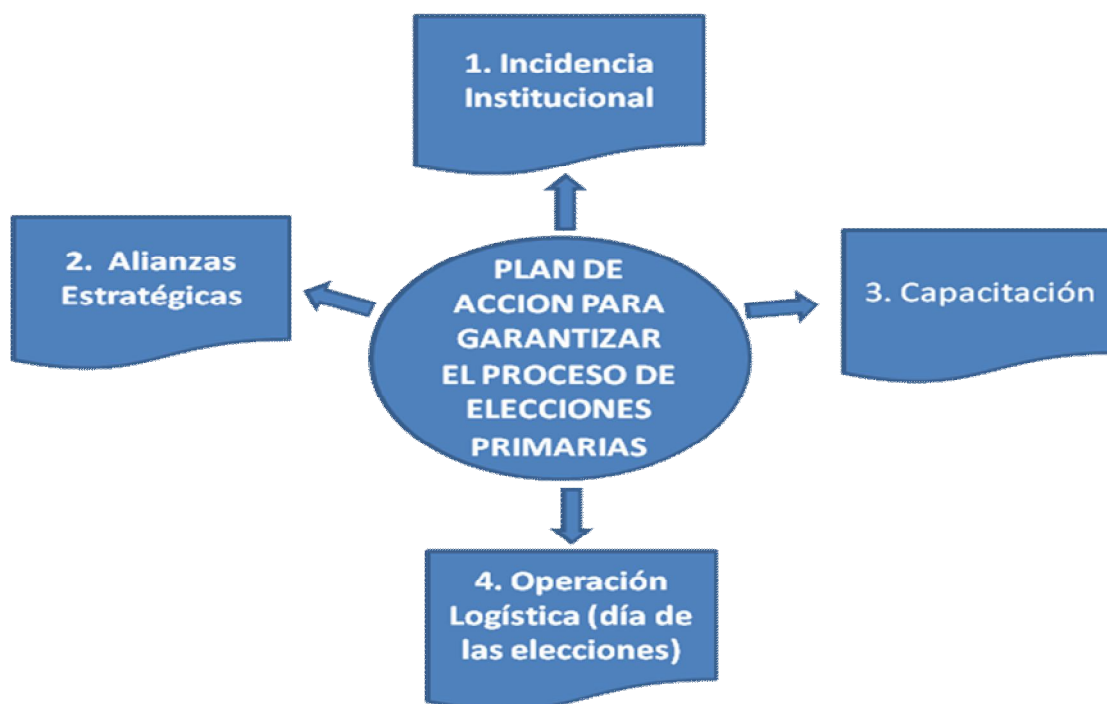 1. Incidencia
Institucional
2. Alianzas
Estratégicas
PLAN DE
ACCION PARA
GARANTIZAR
EL PROCESO DE
ELECCIONES
PRIMARIAS
3. Capacitación
4. Operación
Logística (día de
las elecciones)